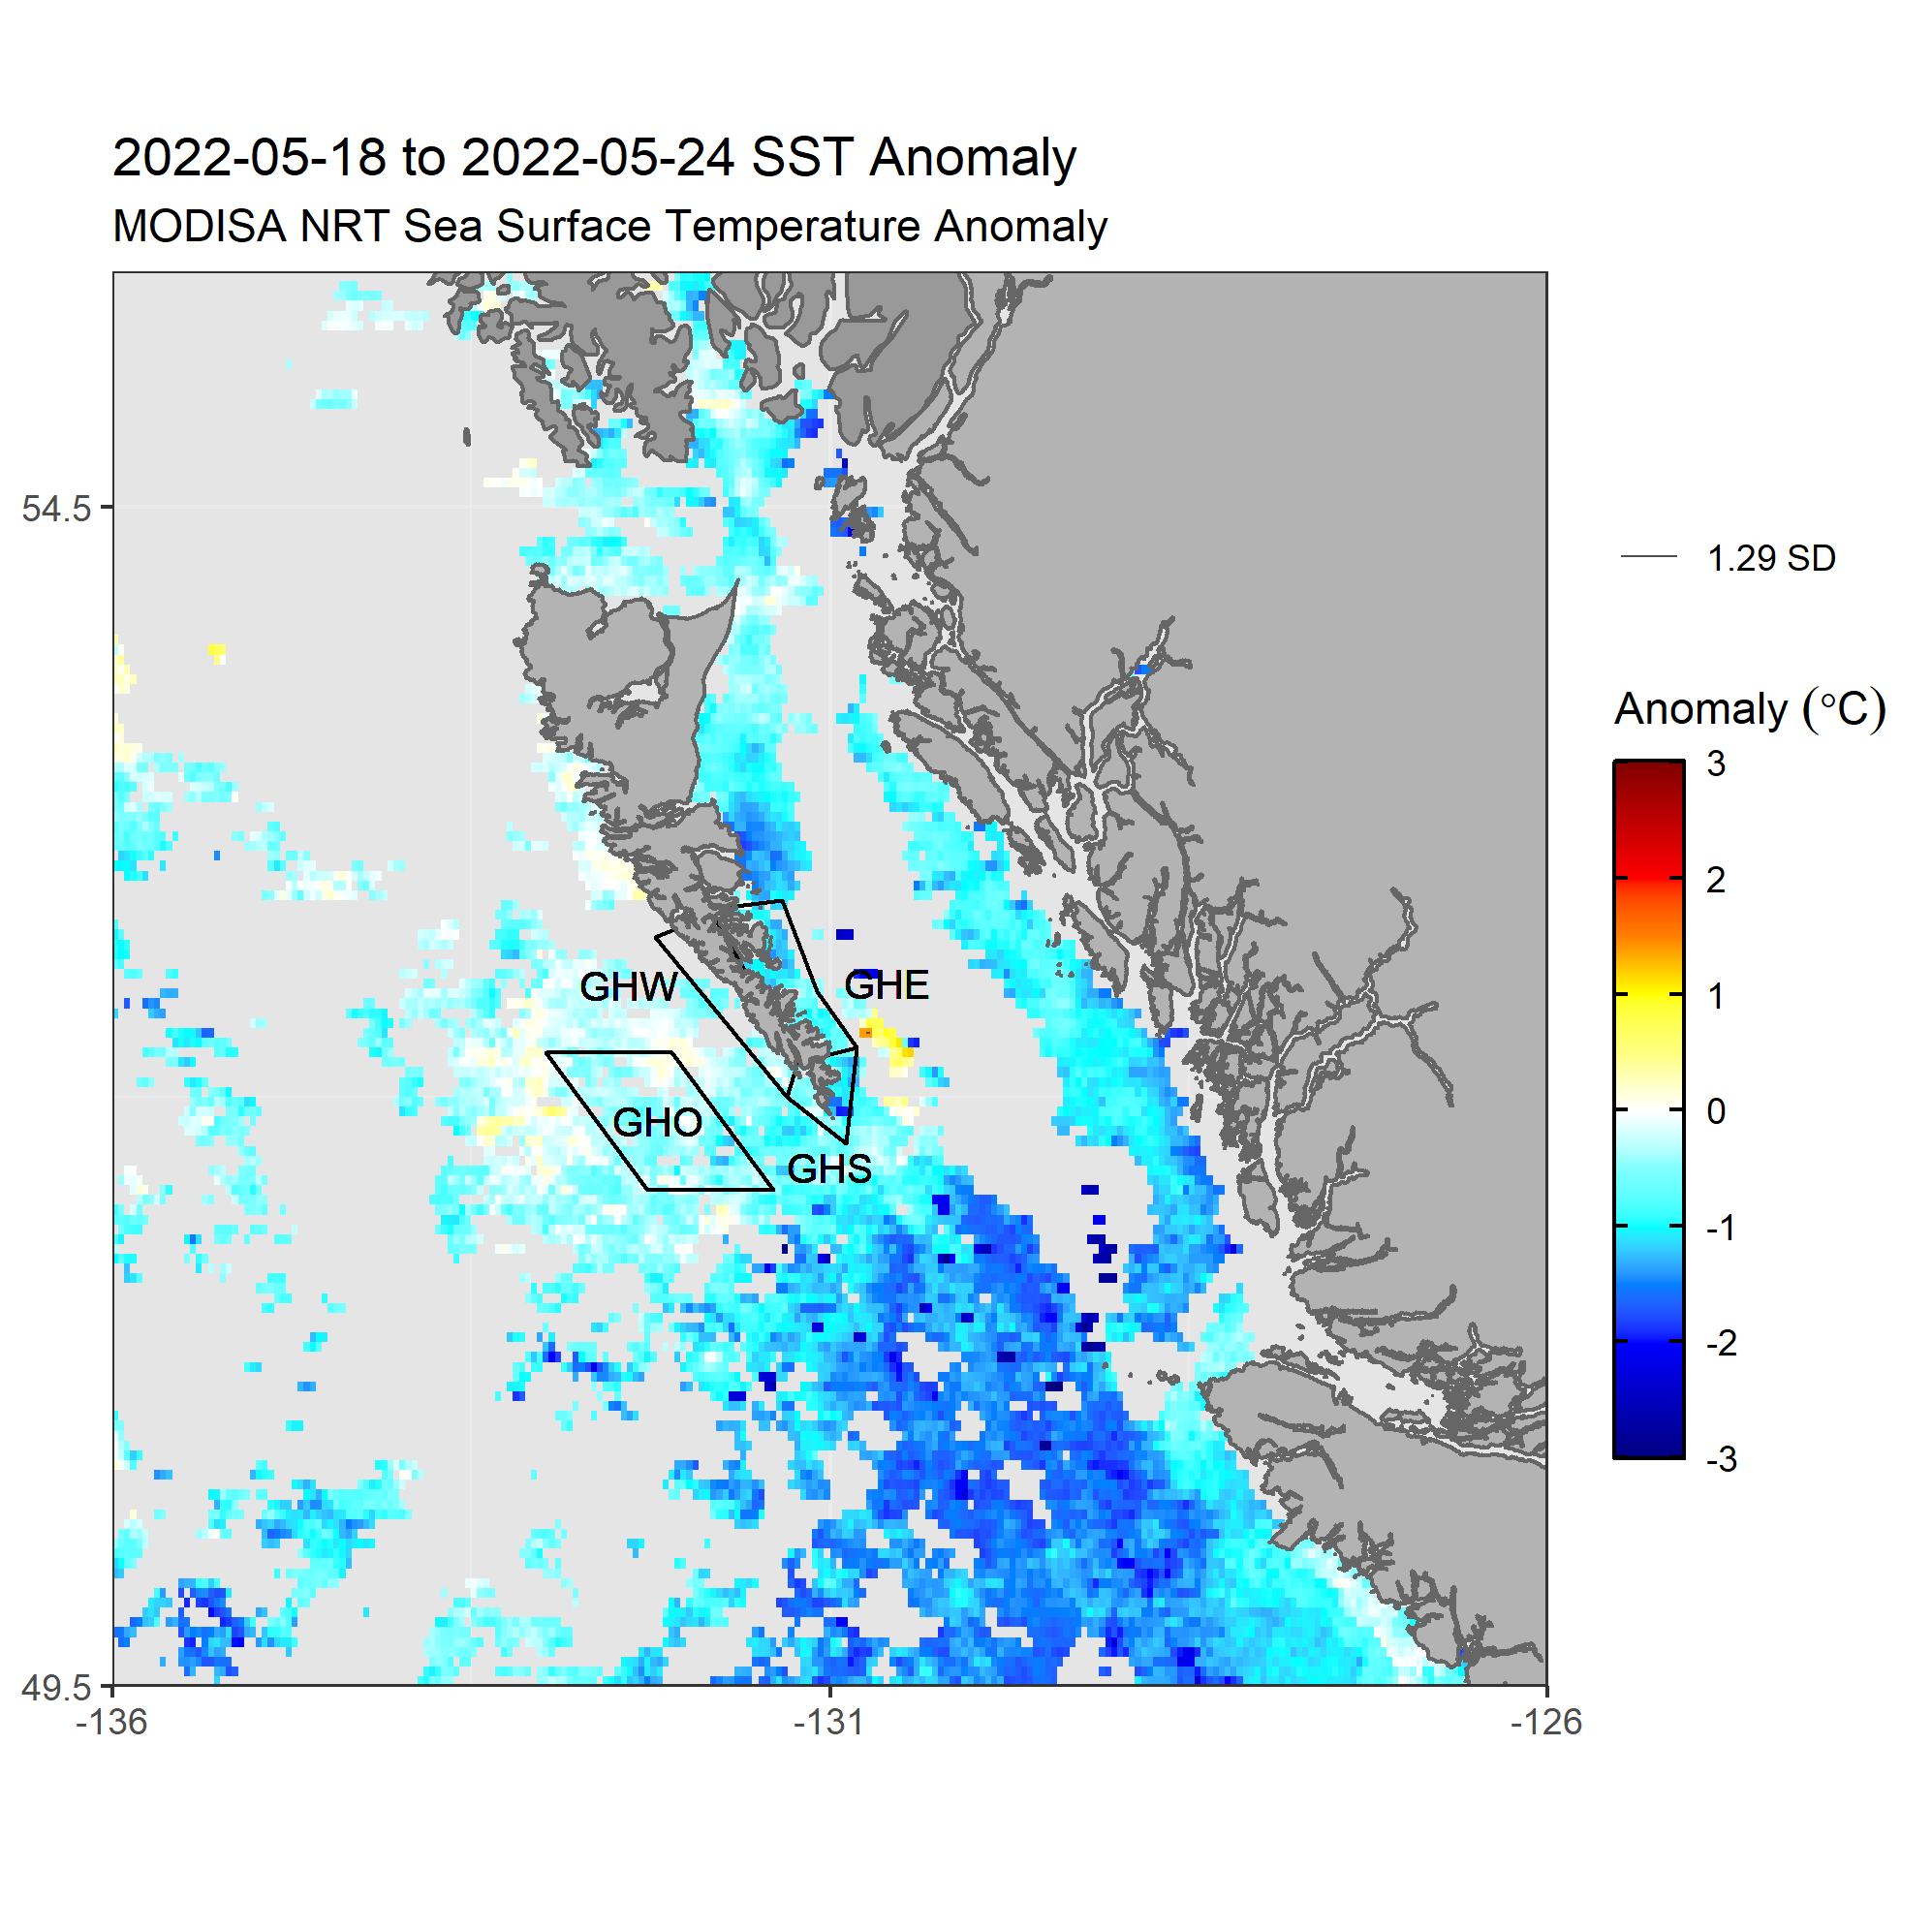 2022-05-18 to 2022-05-24 SST Anomaly
MODISA NRT Sea Surface Temperature Anomaly
54.5
49.5
-136
-131
-126
GHW
GHE
GHO
GHS
1.29 SD
Anomaly (°C)
3
2
1
0
-1
-2
-3